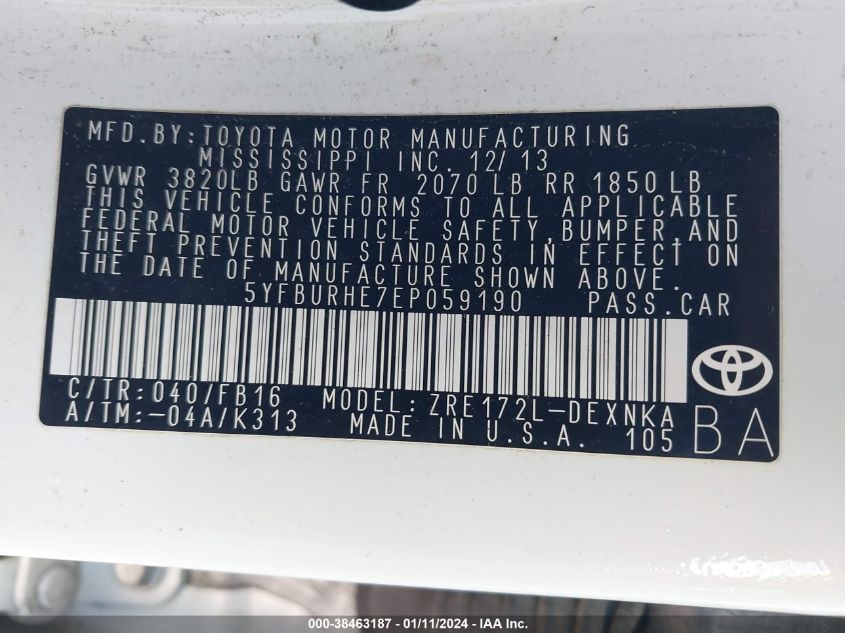 MFD.BY:TOYOTA MOTOR MANUFACTURING
MISSISSIPPI INC. 12/13
GVWR 3820LB GAWR FR 2070LB RR 1850LB
THIS VEHICLE CONFORMS TO ALL APPLICABLE
FEDERAL MOTOR VEHICLE SAFETY,BUMPER,AND
THEFT PREVENTION STANDARDS IN EFFECT ON
THE DATE OF MANUFACTURE SHOWN ABOVE.
5YFBURHE7EP059190 PASS.CAR
C/TR:040/FB16 MODEL:ZRE172L-DEXNKA
A/TM:-04A/K313 MADE IN U.S.A. 105 BA
000-38463187 - 01/11/2024 - IAA Inc.